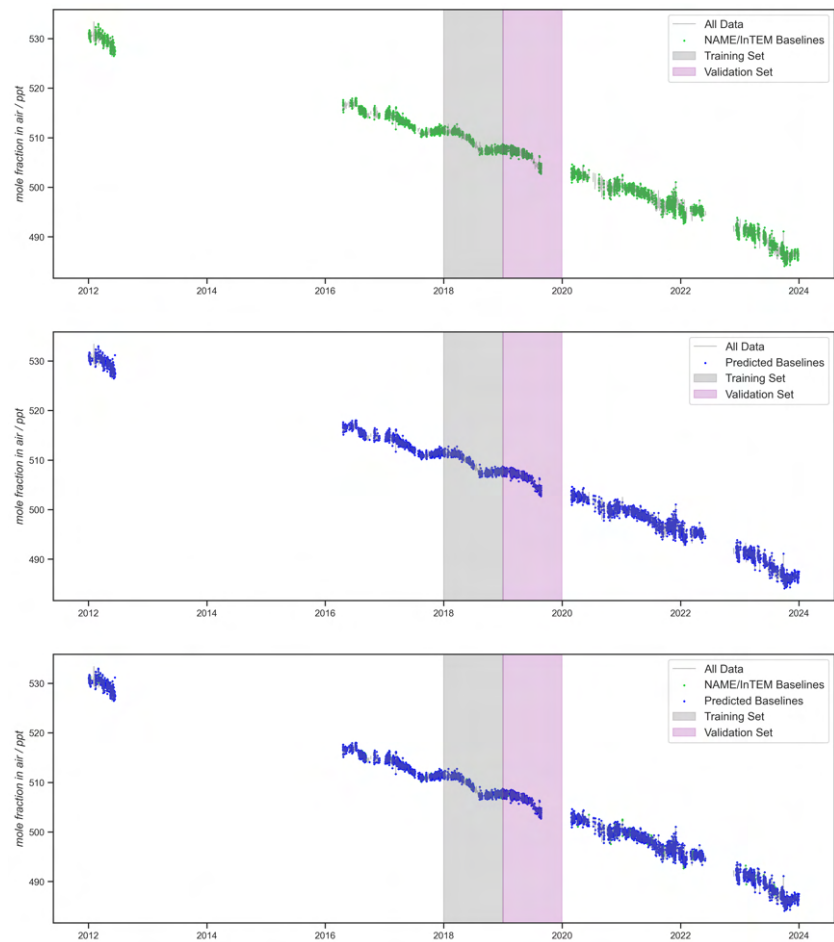 All Data
NAME/InTEM Baselines
Training Set
Validation Set
mole fraction in air / ppt
530
520
510
500
490
2012 2014 2016 2018 2020 2022 2024
All Data
Predicted Baselines
Training Set
Validation Set
mole fraction in air / ppt
530
520
510
500
490
2012 2014 2016 2018 2020 2022 2024
All Data
NAME/InTEM Baselines
Predicted Baselines
Training Set
Validation Set
mole fraction in air / ppt
530
520
510
500
490
2012 2014 2016 2018 2020 2022 2024